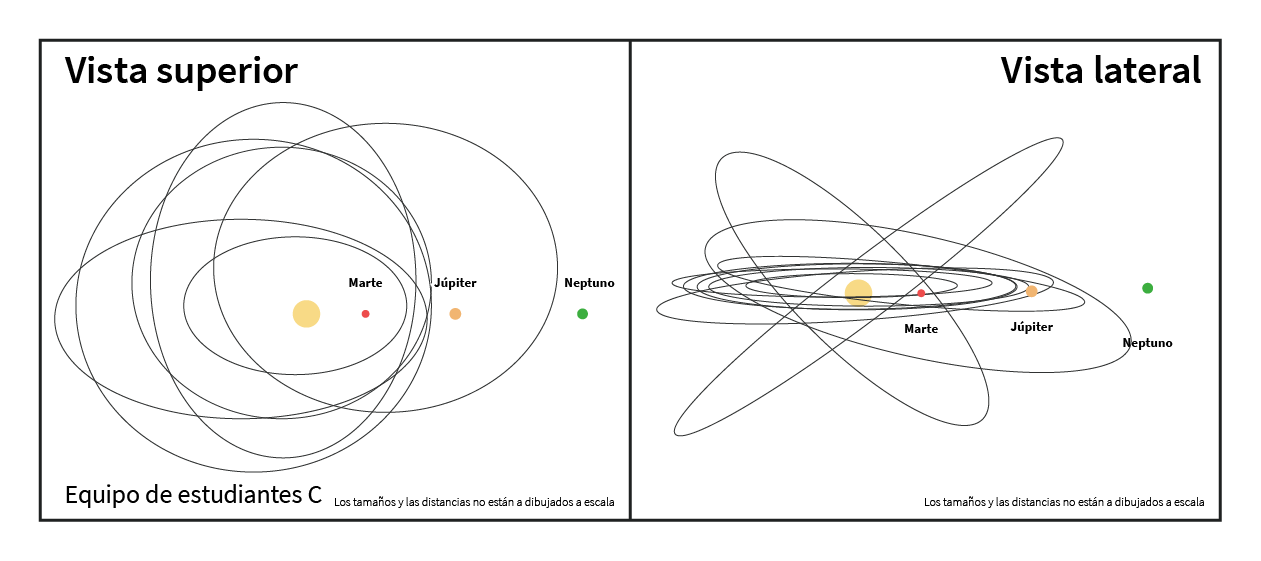 Vista superior
Marte
Júpiter
Neptuno
Equipo de estudiantes C
Los tamaños y las distancias no están a dibujados a escala
Vista lateral
Marte
Júpiter
Neptuno
Los tamaños y las distancias no están a dibujados a escala